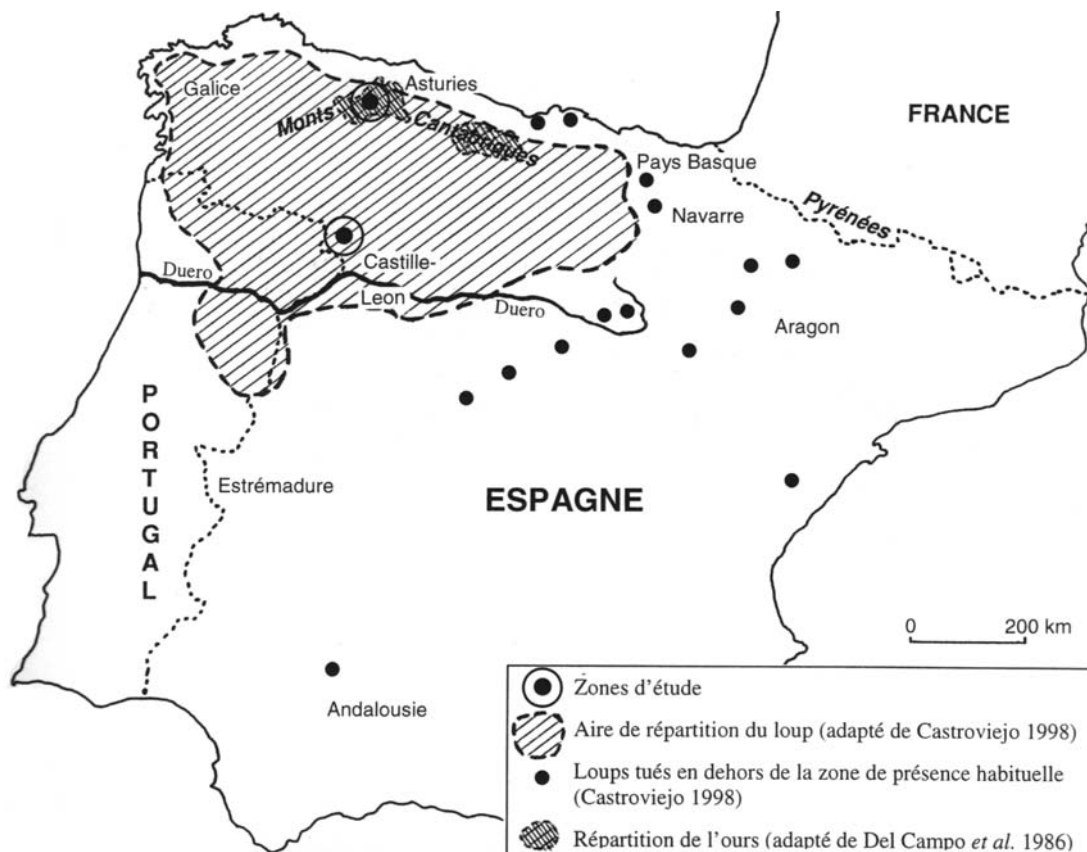 Galice
Asturies
Monts Cantabriques
FRANCE
Pays Basque
Navarre
Pyrénées
Duero
Castille-
Leon
Duero
Aragon
PORTUGAL
Estrémadure
ESPAGNE
0 200 km
Andalousie
Zones d'étude
Aire de répartition du loup (adapté de Castroviejo 1998)
Loups tués en dehors de la zone de présence habituelle
(Castroviejo 1998)
Répartition de l'ours (adapté de Del Campo et al. 1986)